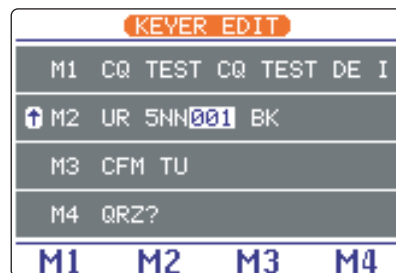 KEYER EDIT
M1 CQ TEST CQ TEST DE I
↑ M2 UR 5NN001 BK
M3 CFM TU
M4 QRZ?
M1 M2 M3 M4